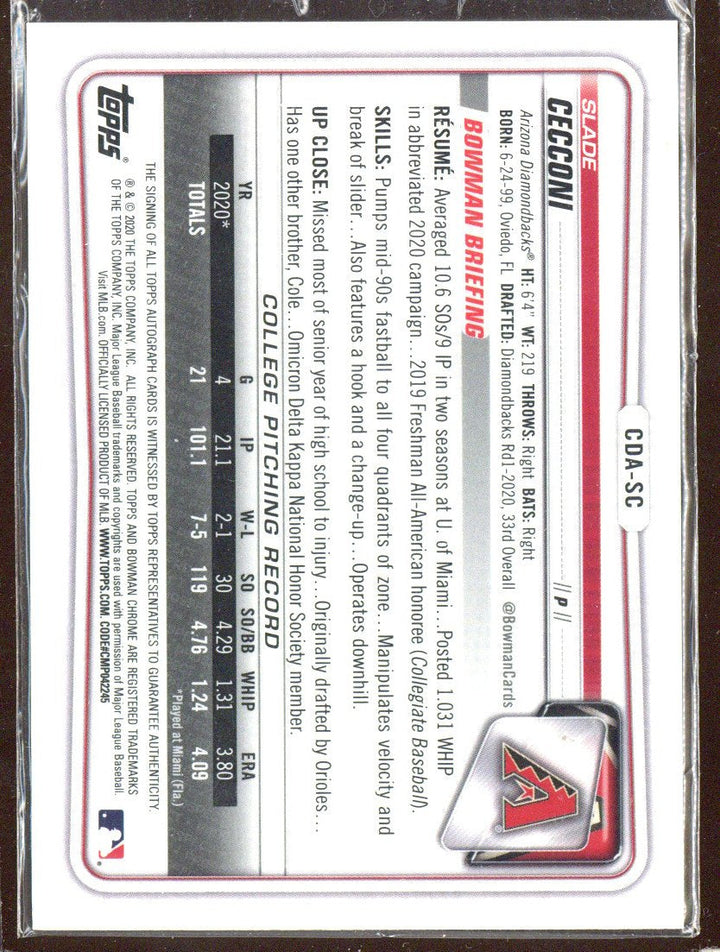 CDA-SC
SLADE
CECCONI // P //
Arizona Diamondbacks® HT: 6'4" WT: 219 THROWS: Right BATS: Right
BORN: 6-24-99, Oviedo, FL DRAFTED: Diamondbacks Rd1-2020, 33rd Overall @BowmanCards
BOWMAN BRIEFING
RÉSUMÉ: Averaged 10.6 SOs/9 IP in two seasons at U. of Miami…Posted 1.031 WHIP
in abbreviated 2020 campaign…2019 Freshman All-American honoree (Collegiate Baseball).
SKILLS: Pumps mid-90s fastball to all four quadrants of zone…Manipulates velocity and
break of slider…Also features a hook and a change-up…Operates downhill.
UP CLOSE: Missed most of senior year of high school to injury…Originally drafted by Orioles…
Has one other brother, Cole…Omicron Delta Kappa National Honor Society member.
COLLEGE PITCHING RECORD
YR G IP W-L SO SO/BB WHIP ERA
2020* 4 21.1 2-1 30 4.29 1.31 3.80
TOTALS 21 101.1 7-5 119 4.76 1.24 4.09
*Played at Miami (Fla.)
THE SIGNING OF ALL TOPPS AUTOGRAPH CARDS IS WITNESSED BY TOPPS REPRESENTATIVES TO GUARANTEE AUTHENTICITY.
® & © 2020 THE TOPPS COMPANY, INC. ALL RIGHTS RESERVED. TOPPS AND BOWMAN CHROME ARE REGISTERED TRADEMARKS
OF THE TOPPS COMPANY, INC. Major League Baseball trademarks and copyrights are used with permission of Major League Baseball.
Visit MLB.com. OFFICIALLY LICENSED PRODUCT OF MLB. WWW.TOPPS.COM. CODE#CMP042245
topps®